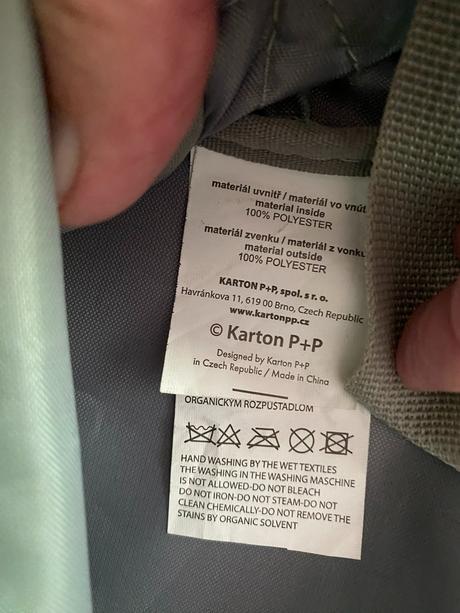 materiál uvnitř / materiál vo vnút
material inside
100% POLYESTER
materiál zvenku / materiál z vonku
material outside
100% POLYESTER
KARTON P+P, spol. s r. o.
Havránkova 11, 619 00 Brno, Czech Republic
www.kartonpp.cz
© Karton P+P
Designed by Karton P+P
in Czech Republic / Made in China
ORGANICKÝM ROZPÚŠTADLOM
HAND WASHING BY THE WET TEXTILES
THE WASHING IN THE WASHING MASCHINE
IS NOT ALLOWED-DO NOT BLEACH
DO NOT IRON-DO NOT STEAM-DO NOT
CLEAN CHEMICALLY-DO NOT REMOVE THE
STAINS BY ORGANIC SOLVENT